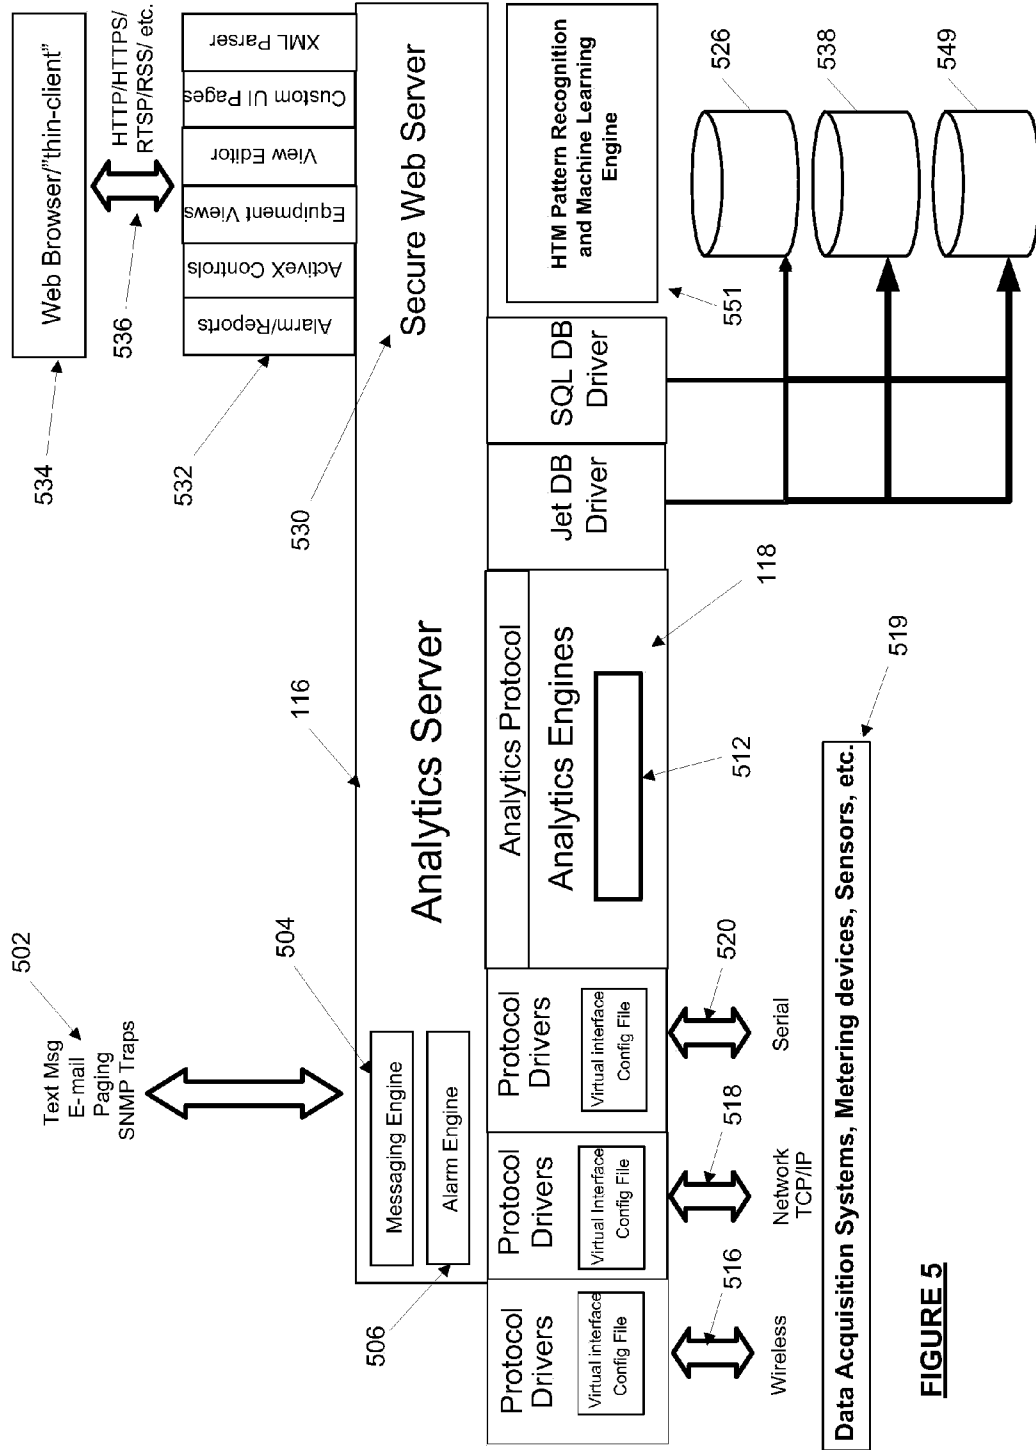 502
Text Msg
E- mail
Paging
SNMP Traps
534
Web Browser/"thin-client"
536
HTTP/HTTPS/
RTSP/RSS/ etc.
532
Alarm/Reports
ActiveX Controls
Equipment Views
View Editor
Custom UI Pages
XML Parser
504
116
530
Messaging Engine
Alarm Engine
Analytics Server
Secure Web Server
506
Protocol
Drivers
Virtual interface
Config File
Protocol
Drivers
Virtual Interface
Config File
Protocol
Drivers
Virtual interface
Config File
Analytics Protocol
Analytics Engines
Jet DB
Driver
SQL DB
Driver
HTM Pattern Recognition
and Machine Learning
Engine
551
516
518
520
512
118
526
538
549
Wireless
Network
TCP/IP
Serial
519
Data Acquisition Systems, Metering devices, Sensors, etc.
FIGURE 5